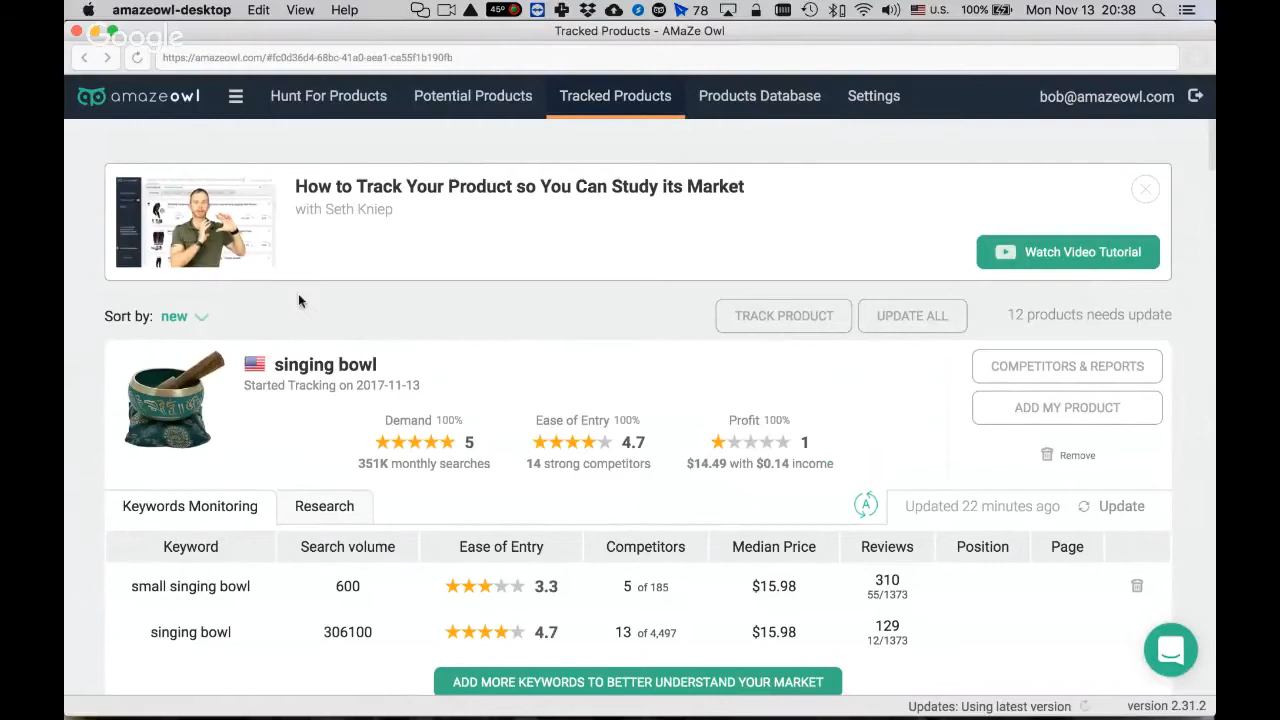 amazeowl-desktop Edit View Help 45° 78 U.S. 100% Mon Nov 13 20:38
Google
Tracked Products - AMaZe Owl
https://amazeowl.com/#fc0d36d4-68bc-41a0-aea1-ca55f1b190fb
amazeowl Hunt For Products Potential Products Tracked Products Products Database Settings bob@amazeowl.com
How to Track Your Product so You Can Study its Market
with Seth Kniep
Watch Video Tutorial
Sort by: new TRACK PRODUCT UPDATE ALL 12 products needs update
singing bowl
Started Tracking on 2017-11-13
COMPETITORS & REPORTS
ADD MY PRODUCT
Remove
Demand 100% Ease of Entry 100% Profit 100%
5 4.7 1
351K monthly searches 14 strong competitors $14.49 with $0.14 income
Keywords Monitoring Research A Updated 22 minutes ago Update
Keyword Search volume Ease of Entry Competitors Median Price Reviews Position Page
small singing bowl 600 3.3 5 of 185 $15.98 310
55/1373
singing bowl 306100 4.7 13 of 4,497 $15.98 129
12/1373
ADD MORE KEYWORDS TO BETTER UNDERSTAND YOUR MARKET
Updates: Using latest version version 2.31.2